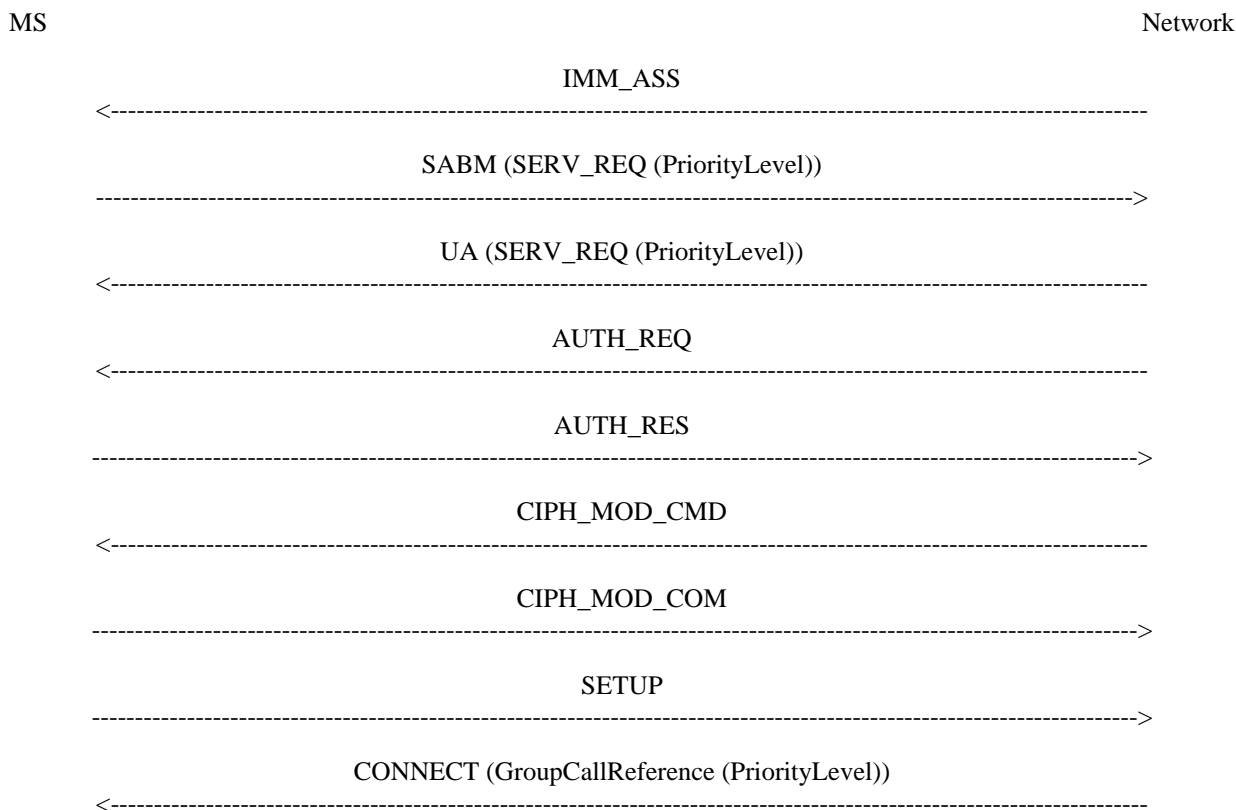 MS Network
IMM_ASS
<-------------------------------------------------------------------------------------------------------------------------
SABM (SERV_REQ (PriorityLevel))
------------------------------------------------------------------------------------------------------------------------->
UA (SERV_REQ (PriorityLevel))
<-------------------------------------------------------------------------------------------------------------------------
AUTH_REQ
<-------------------------------------------------------------------------------------------------------------------------
AUTH_RES
------------------------------------------------------------------------------------------------------------------------->
CIPH_MOD_CMD
<-------------------------------------------------------------------------------------------------------------------------
CIPH_MOD_COM
------------------------------------------------------------------------------------------------------------------------->
SETUP
------------------------------------------------------------------------------------------------------------------------->
CONNECT (GroupCallReference (PriorityLevel))
<-------------------------------------------------------------------------------------------------------------------------